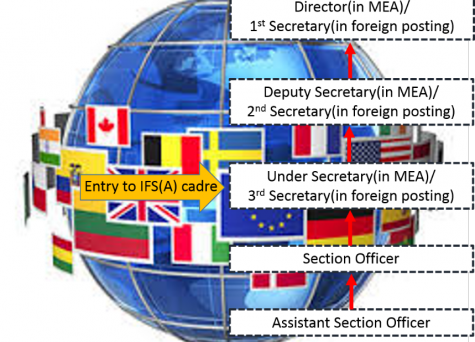 Director(in MEA)/
1st Secretary(in foreign posting)
Deputy Secretary(in MEA)/
2nd Secretary(in foreign posting)
Entry to IFS(A) cadre
Under Secretary(in MEA)/
3rd Secretary(in foreign posting)
Section Officer
Assistant Section Officer